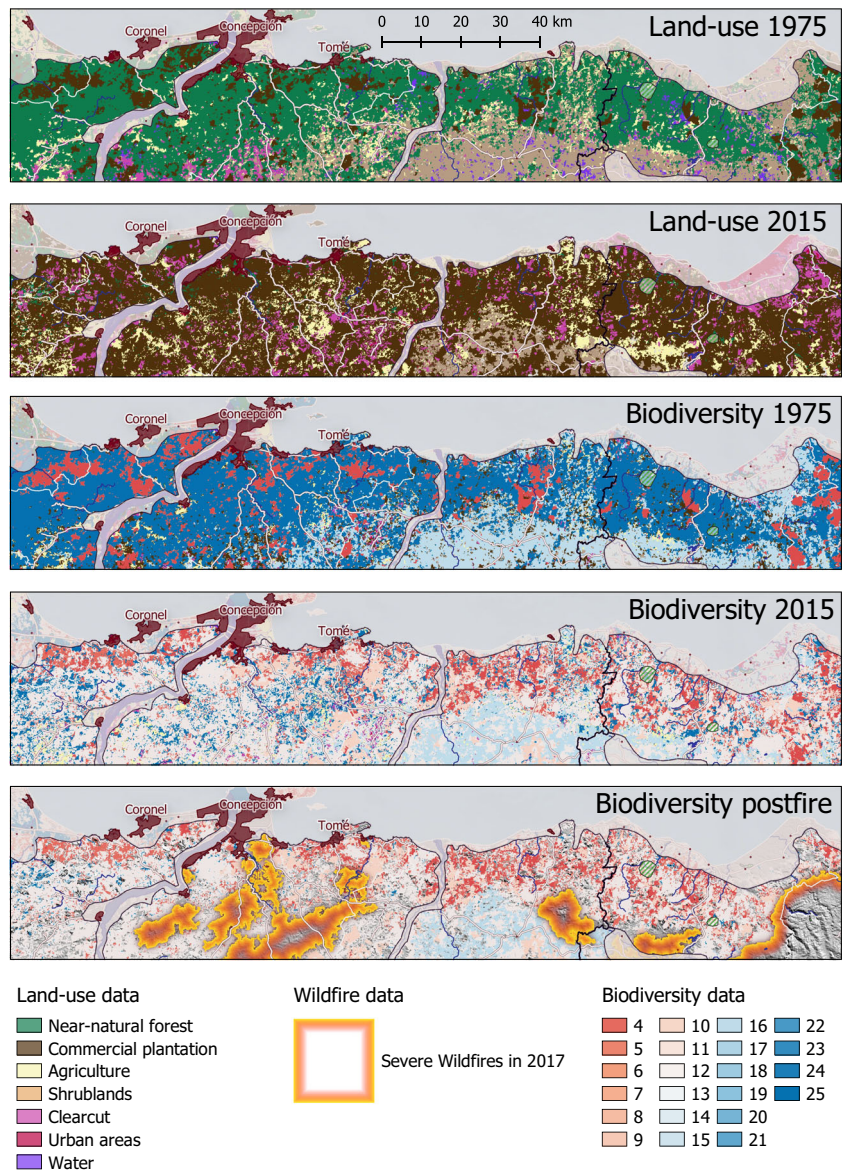 Land-use 1975
0 10 20 30 40 km
Coronel
Concepción
Tomé
Land-use 2015
Coronel
Concepción
Tomé
Biodiversity 1975
Coronel
Concepción
Tomé
Biodiversity 2015
Coronel
Concepción
Tomé
Biodiversity postfire
Coronel
Concepción
Tomé
Land-use data
Near-natural forest
Commercial plantation
Agriculture
Shrublands
Clearcut
Urban areas
Water
Wildfire data
Severe Wildfires in 2017
Biodiversity data
4 10 16 22
5 11 17 23
6 12 18 24
7 13 19 25
8 14 20
9 15 21